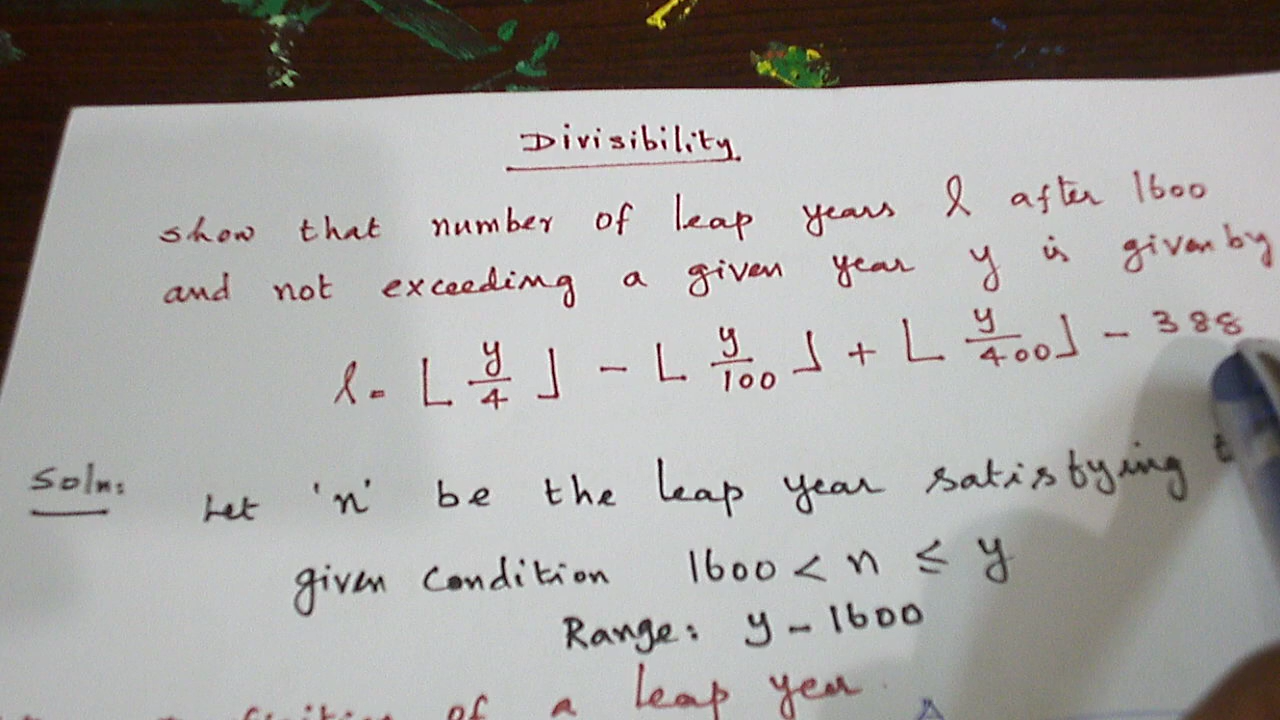 Divisibility
show that number of leap years l after 1600
and not exceeding a given year y is given by
l = ⌊ y/4 ⌋ - ⌊ y/100 ⌋ + ⌊ y/400 ⌋ - 388
Soln: Let 'n' be the leap year satisfying
given condition 1600 < n ≤ y
Range: y - 1600
of a leap year.